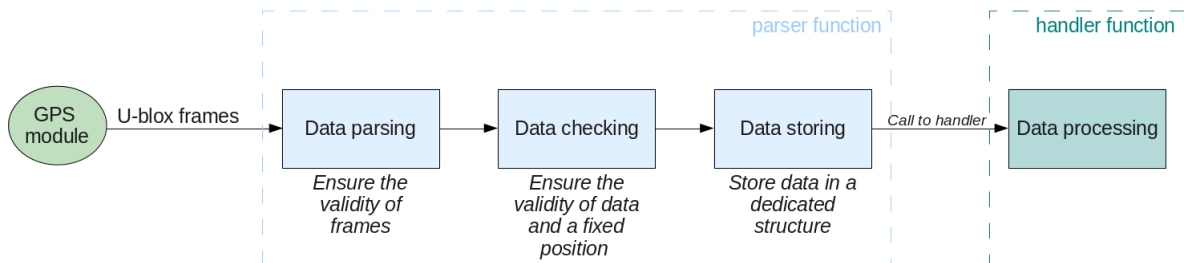 parser function
handler function
GPS
module
U-blox frames
Data parsing
Data checking
Data storing
Call to handler
Data processing
Ensure the
validity of
frames
Ensure the
validity of data
and a fixed
position
Store data in a
dedicated
structure